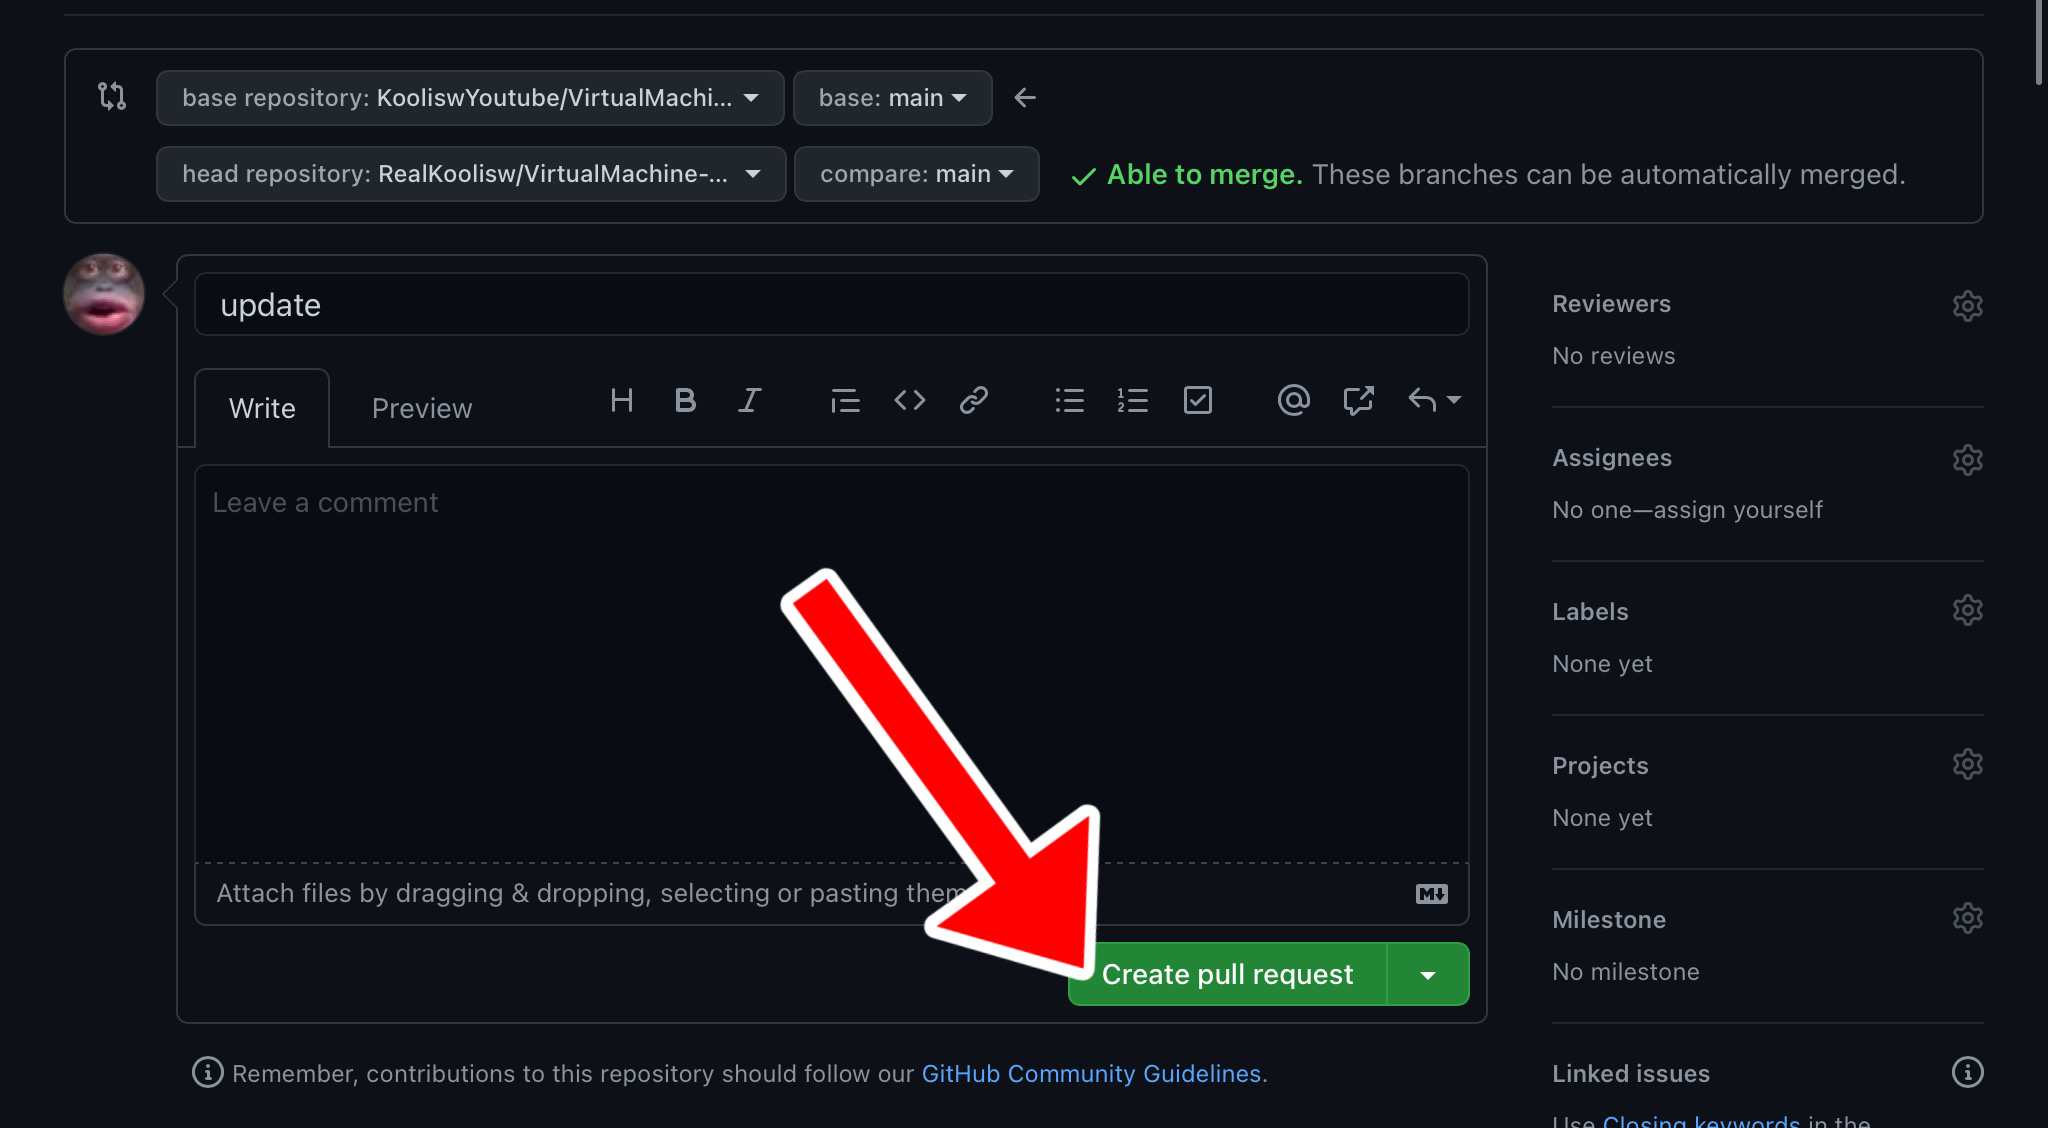 base repository: KooliswYoutube/VirtualMachi... base: main
head repository: RealKoolisw/VirtualMachine-... compare: main Able to merge. These branches can be automatically merged.
update
Write Preview H B I
Leave a comment
Attach files by dragging & dropping, selecting or pasting them
Create pull request
Remember, contributions to this repository should follow our GitHub Community Guidelines.
Reviewers
No reviews
Assignees
No one—assign yourself
Labels
None yet
Projects
None yet
Milestone
No milestone
Linked issues
Use Closing keywords in the